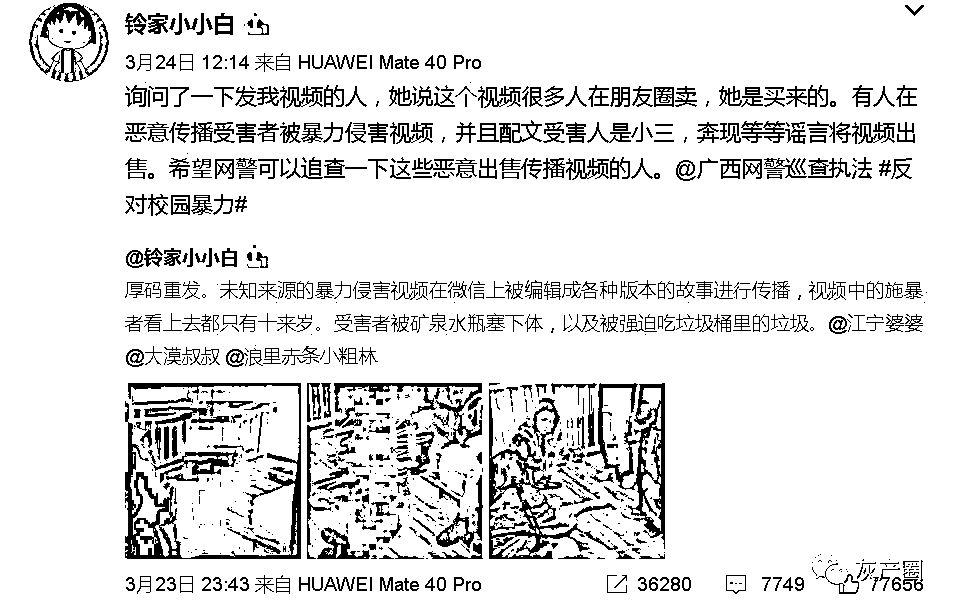 铃家小小白
3月24日 12:14 来自 HUAWEI Mate 40 Pro
询问了一下发我视频的人，她说这个视频很多人在朋友圈卖，她是买来的。有人在
恶意传播受害者被暴力侵害视频，并且配文受害人是小三，奔现等等谣言将视频出
售。希望网警可以追查一下这些恶意出售传播视频的人。@广西网警巡查执法 #反
对校园暴力#
@铃家小小白
厚码重发。未知来源的暴力侵害视频在微信上被编辑成各种版本的故事进行传播，视频中的施暴
者看上去都只有十来岁。受害者被矿泉水瓶塞下体，以及被强迫吃垃圾桶里的垃圾。@江宁婆婆
@大漠叔叔 @浪里赤条小粗林
3月23日 23:43 来自 HUAWEI Mate 40 Pro 36280 7749 77656
灰产圈